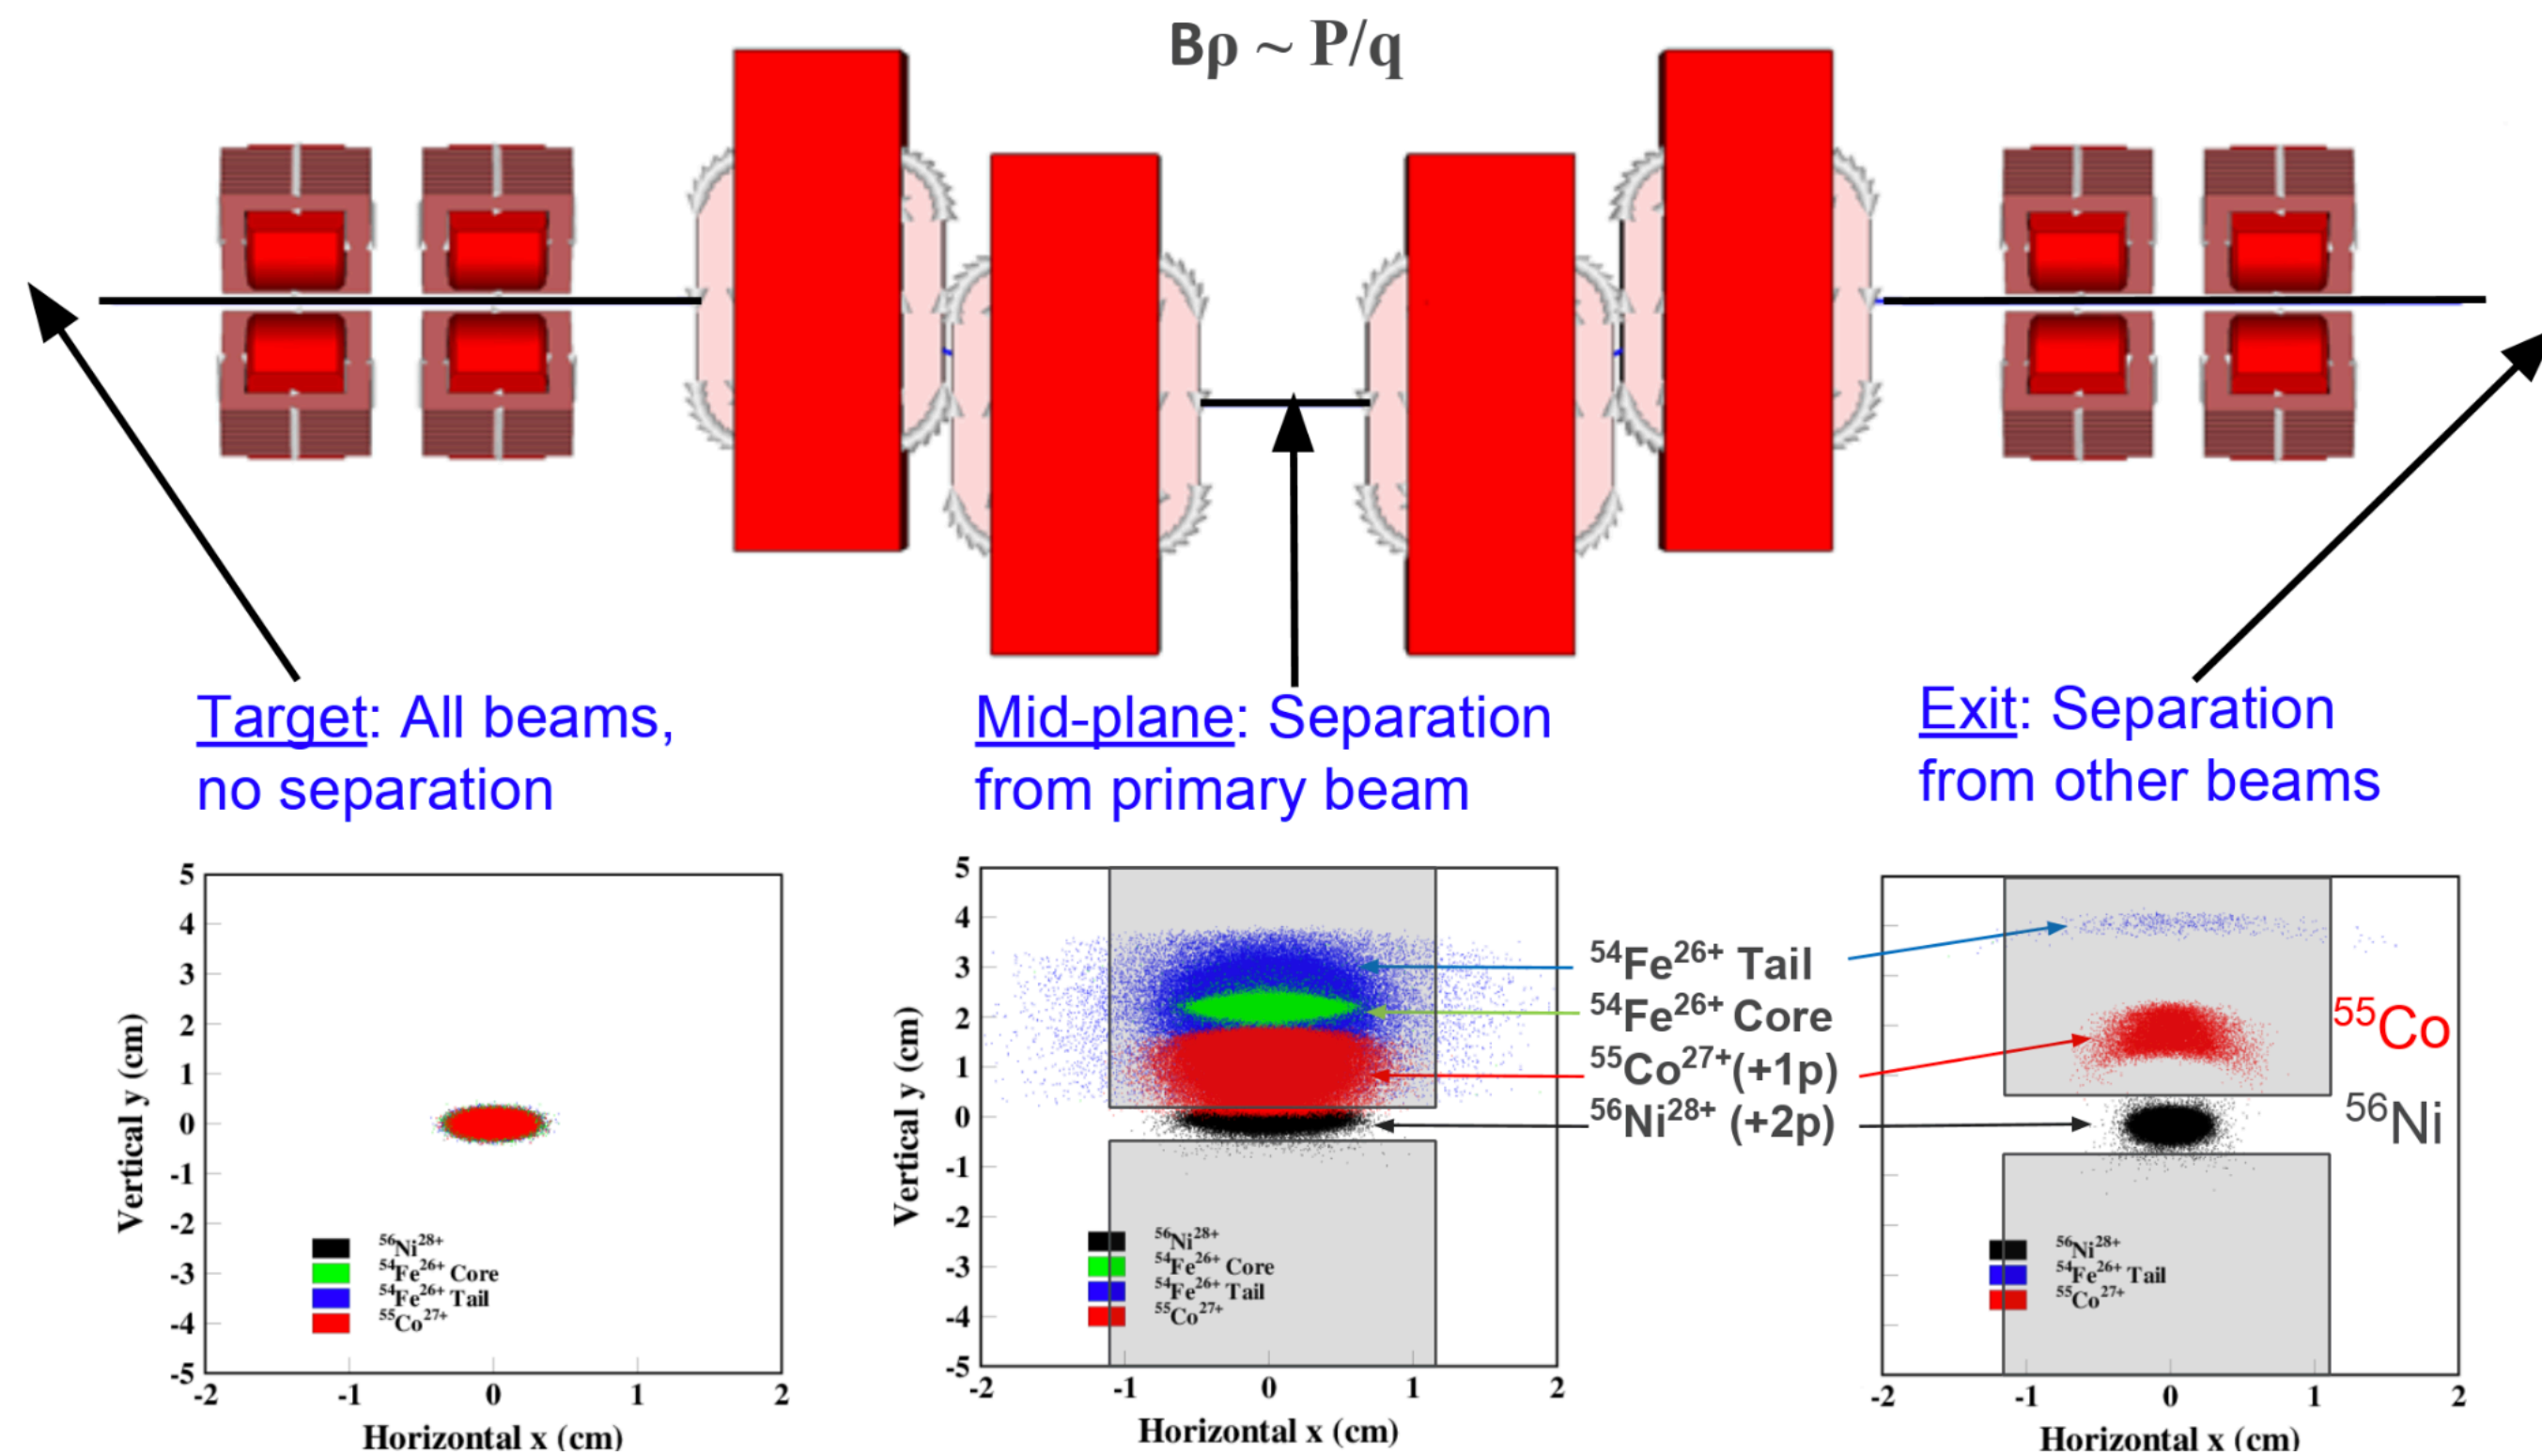 Bρ ~ P/q
Target: All beams,
no separation
Mid-plane: Separation
from primary beam
Exit: Separation
from other beams
5
4
3
2
1
0
-1
-2
-3
-4
-5
Vertical y (cm)
⁵⁶Ni²⁸⁺
⁵⁴Fe²⁶⁺ Core
⁵⁴Fe²⁶⁺ Tail
⁵⁵Co²⁷⁺
-2 -1 0 1 2
Horizontal x (cm)
5
4
3
2
1
0
-1
-2
-3
-4
-5
Vertical y (cm)
⁵⁶Ni²⁸⁺
⁵⁴Fe²⁶⁺ Core
⁵⁴Fe²⁶⁺ Tail
⁵⁵Co²⁷⁺
-2 -1 0 1 2
Horizontal x (cm)
⁵⁴Fe²⁶⁺ Tail
⁵⁴Fe²⁶⁺ Core
⁵⁵Co²⁷⁺(+1p)
⁵⁶Ni²⁸⁺ (+2p)
⁵⁵Co
⁵⁶Ni
⁵⁶Ni²⁸⁺
⁵⁴Fe²⁶⁺ Tail
⁵⁵Co²⁷⁺
-2 -1 0 1 2
Horizontal x (cm)